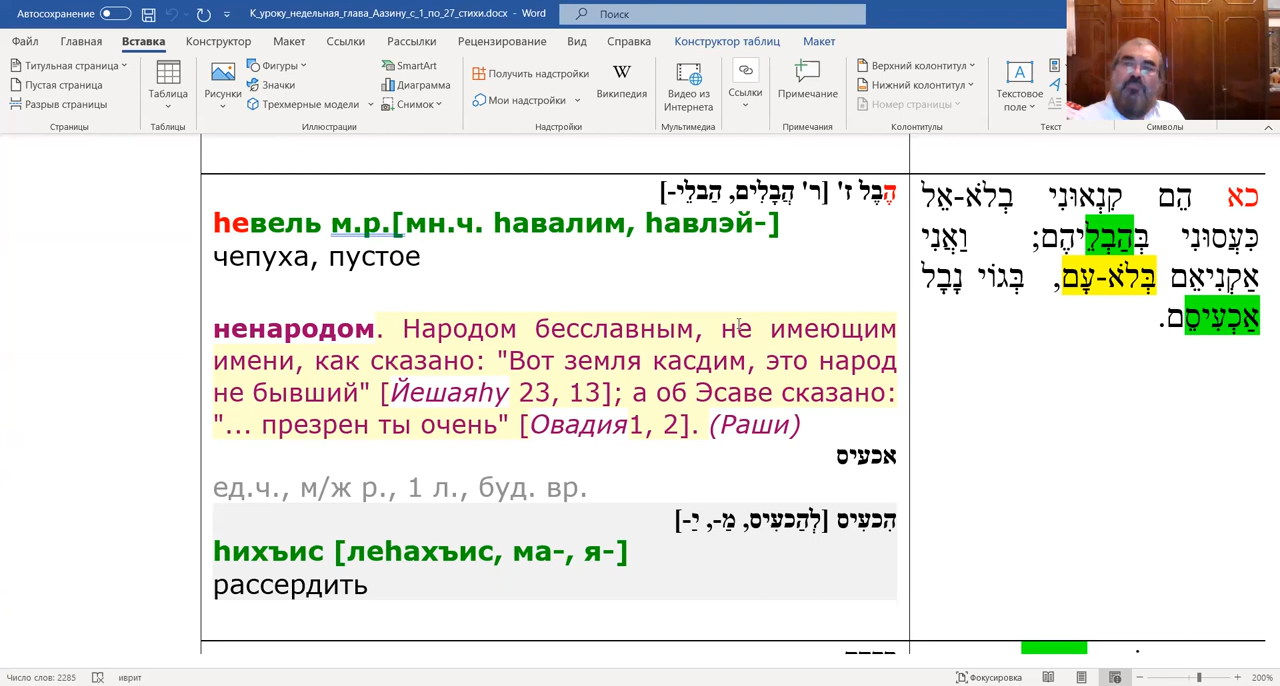 Автосохранение
К_уроку_недельная_глава_Аазину_с_1_по_27_стихи.docx - Word
Поиск
Файл Главная Вставка Конструктор Макет Ссылки Рассылки Рецензирование Вид Справка Конструктор таблиц Макет
Титульная страница
Пустая страница
Разрыв страницы
Страницы
Таблица
Таблицы
Рисунки
Фигуры
Значки
Трехмерные модели
SmartArt
Диаграмма
Снимок
Иллюстрации
Получить надстройки
Мои надстройки
Википедия
Надстройки
Видео из Интернета
Мультимедиа
Ссылки
Примечание
Примечания
Верхний колонтитул
Нижний колонтитул
Номер страницы
Колонтитулы
Текстовое поле
Текст
Символы
הֶבֶל ז' [ר' הֲבָלִים, הַבלֵי-]
hевель м.р.[мн.ч. hавалим, hавлэй-]
чепуха, пустое
ненародом. Народом бесславным, не имеющим
имени, как сказано: "Вот земля касдим, это народ
не бывший" [Йешаяhу 23, 13]; а об Эсаве сказано:
"... презрен ты очень" [Овадия1, 2]. (Раши)
אכעיס
ед.ч., м/ж р., 1 л., буд. вр.
הִכעִיס [לְהַכעִיס, מַ-, יַ-]
hихъис [леhахъис, ма-, я-]
рассердить
כא הֵם קִנְאוּנִי בְלֹא-אֵל
כִּעֲסוּנִי בְּהַבְלֵיהֶם; וַאֲנִי
אַקְנִיאֵם בְּלֹא-עָם, בְּגוֹי נָבָל
אַכְעִיסֵם.
Число слов: 2285
иврит
Фокусировка
200%